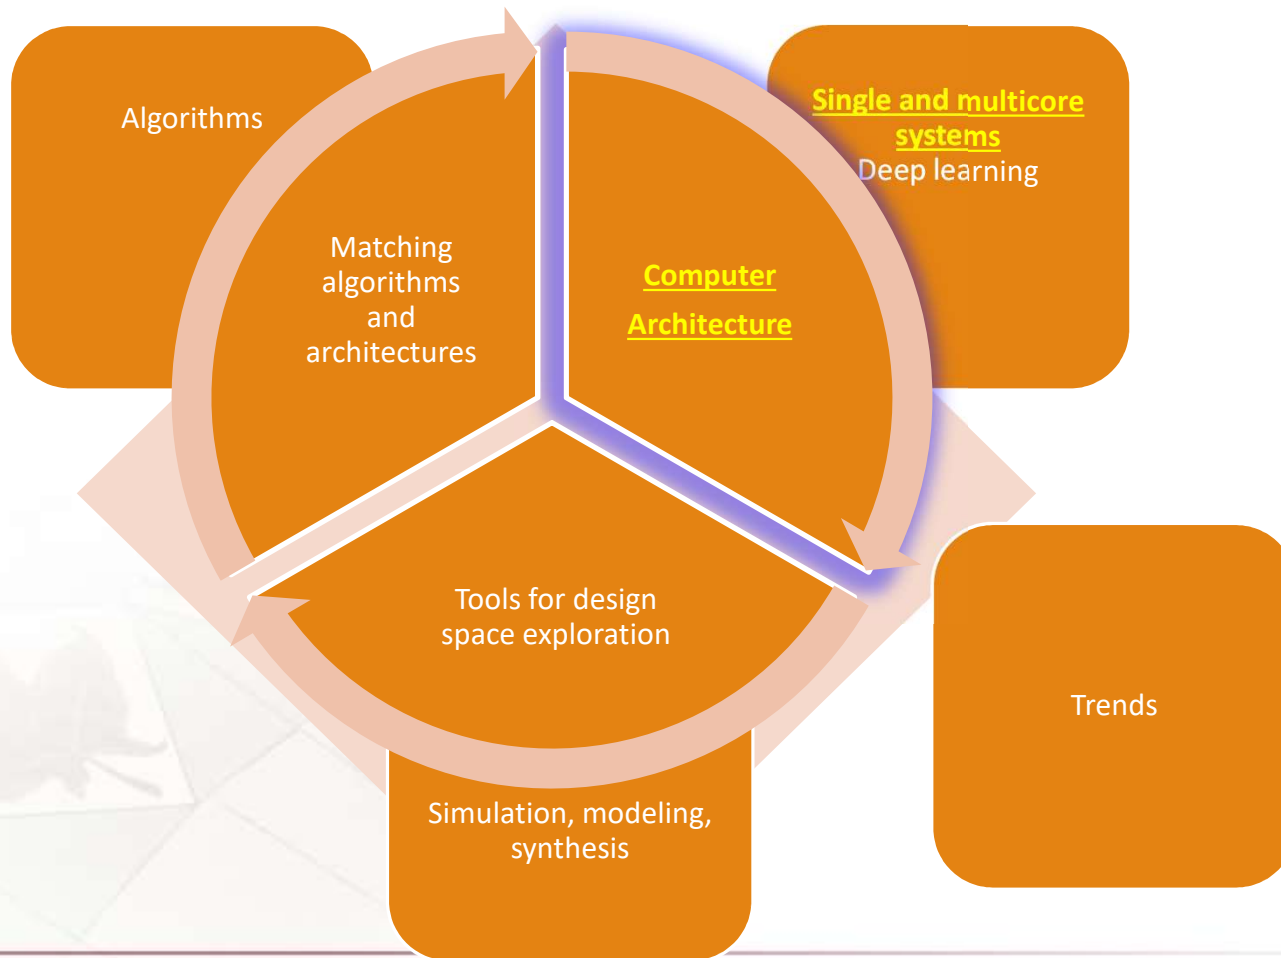 Algorithms
Single and multicore
systems
Deep learning
Matching
algorithms
and
architectures
Computer
Architecture
Tools for design
space exploration
Trends
Simulation, modeling,
synthesis